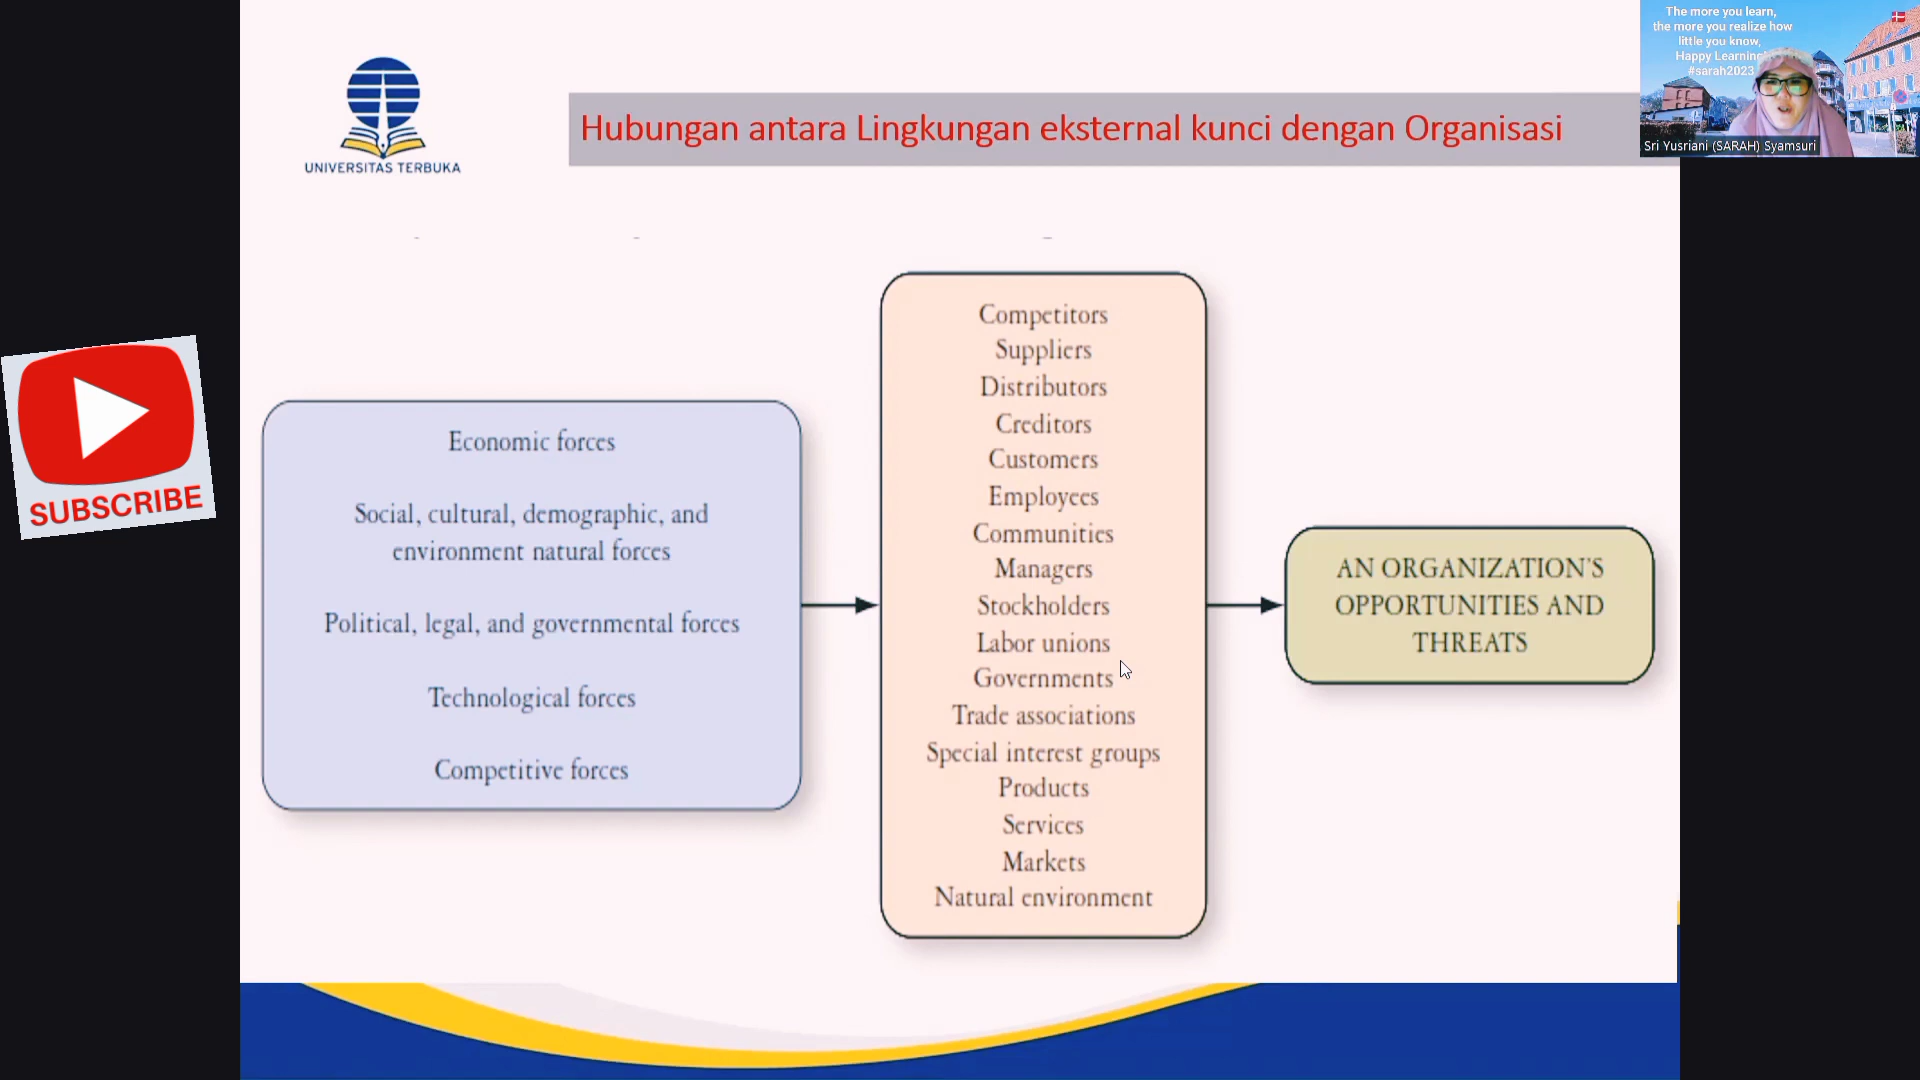 The more you learn,
the more you realize how
little you know,
Happy Learning
#sarah2023
Sri Yusriani (SARAH) Syamsuri
UNIVERSITAS TERBUKA
Hubungan antara Lingkungan eksternal kunci dengan Organisasi
SUBSCRIBE
Economic forces
Social, cultural, demographic, and
environment natural forces
Political, legal, and governmental forces
Technological forces
Competitive forces
Competitors
Suppliers
Distributors
Creditors
Customers
Employees
Communities
Managers
Stockholders
Labor unions
Governments
Trade associations
Special interest groups
Products
Services
Markets
Natural environment
AN ORGANIZATION'S
OPPORTUNITIES AND
THREATS